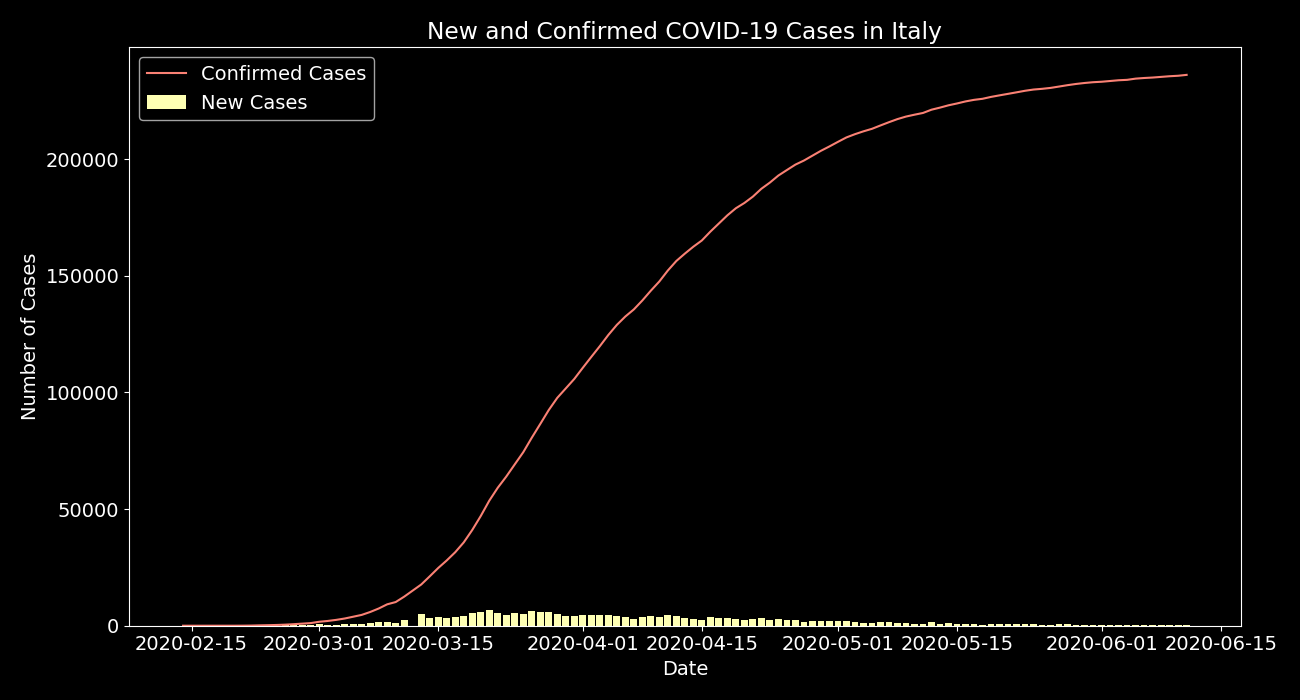 New and Confirmed COVID-19 Cases in Italy
Confirmed Cases
New Cases
Number of Cases
200000
150000
100000
50000
0
2020-02-15 2020-03-01 2020-03-15 2020-04-01 2020-04-15 2020-05-01 2020-05-15 2020-06-01 2020-06-15
Date